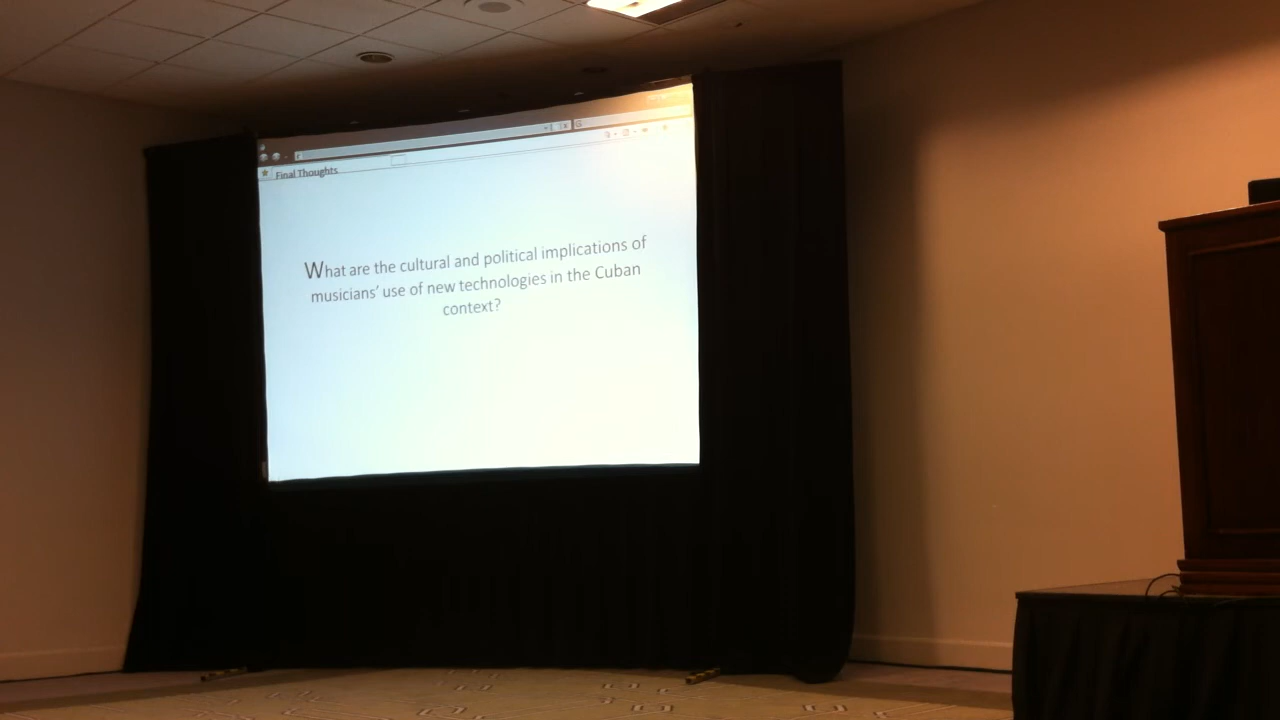 Final Thoughts
What are the cultural and political implications of
musicians' use of new technologies in the Cuban
context?